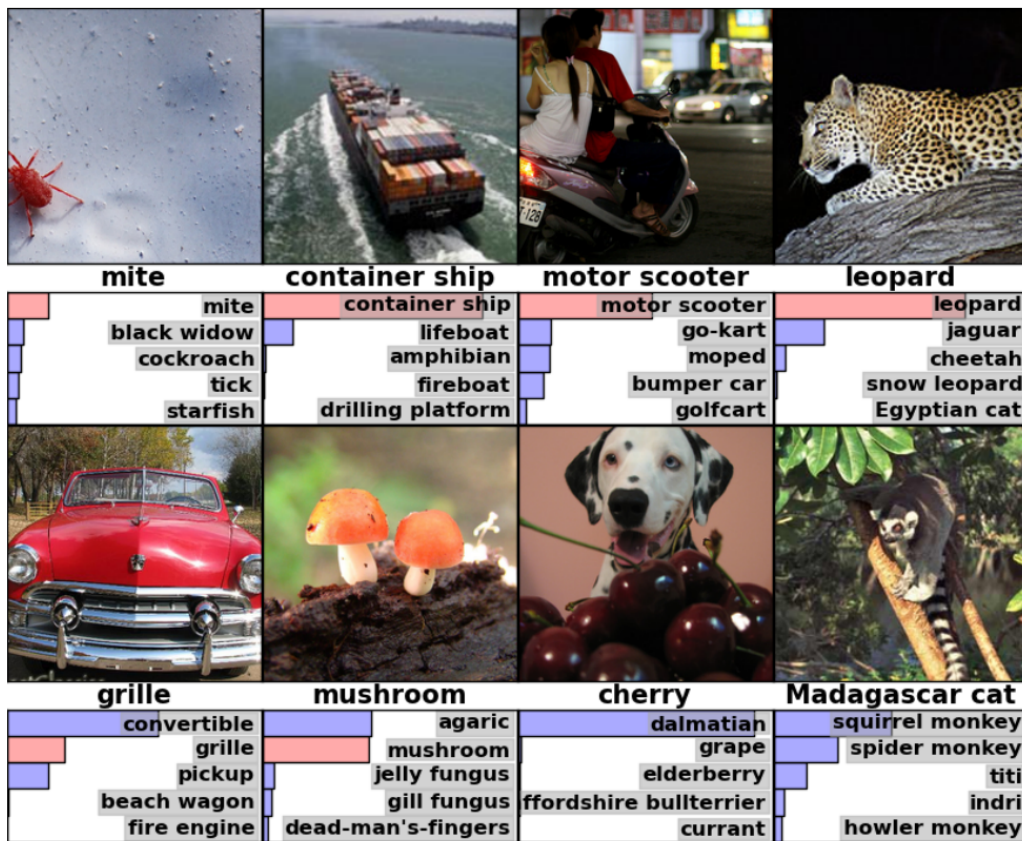 T-128
mite
container ship
motor scooter
leopard
mite
black widow
cockroach
tick
starfish
container ship
lifeboat
amphibian
fireboat
drilling platform
motor scooter
go-kart
moped
bumper car
golfcart
leopard
jaguar
cheetah
snow leopard
Egyptian cat
grille
mushroom
cherry
Madagascar cat
convertible
grille
pickup
beach wagon
fire engine
agaric
mushroom
jelly fungus
gill fungus
dead-man's-fingers
dalmatian
grape
elderberry
ffordshire bullterrier
currant
squirrel monkey
spider monkey
titi
indri
howler monkey